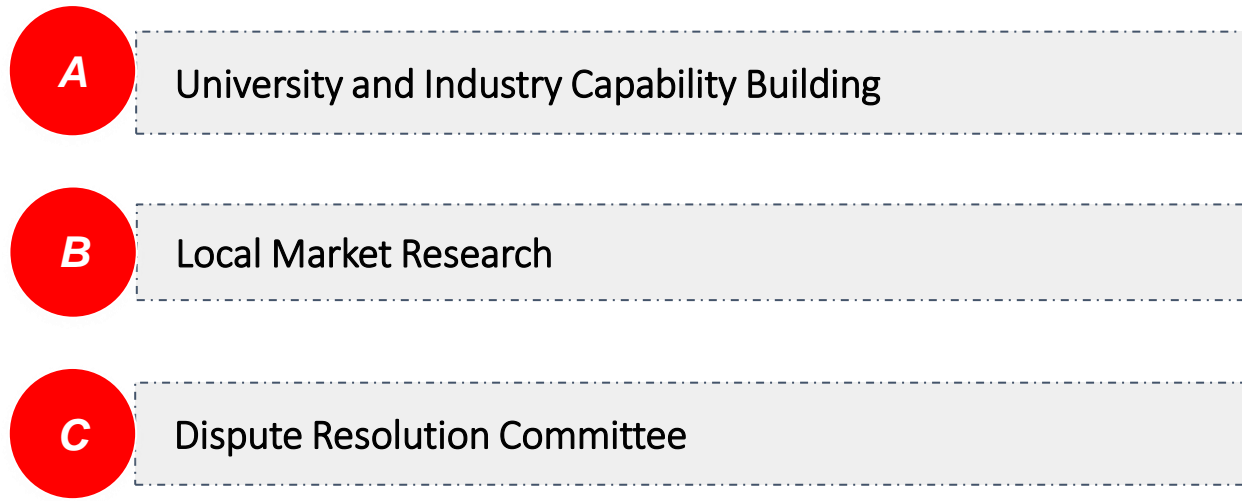 A
University and Industry Capability Building
B
Local Market Research
C
Dispute Resolution Committee